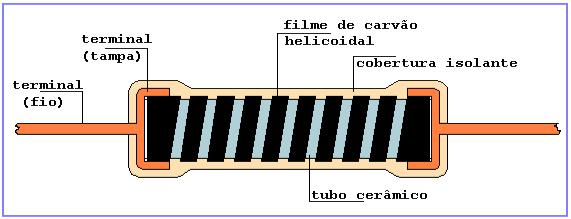 filme de carvão
helicoidal
terminal
(tampa)
cobertura isolante
terminal
(fio)
tubo cerâmico